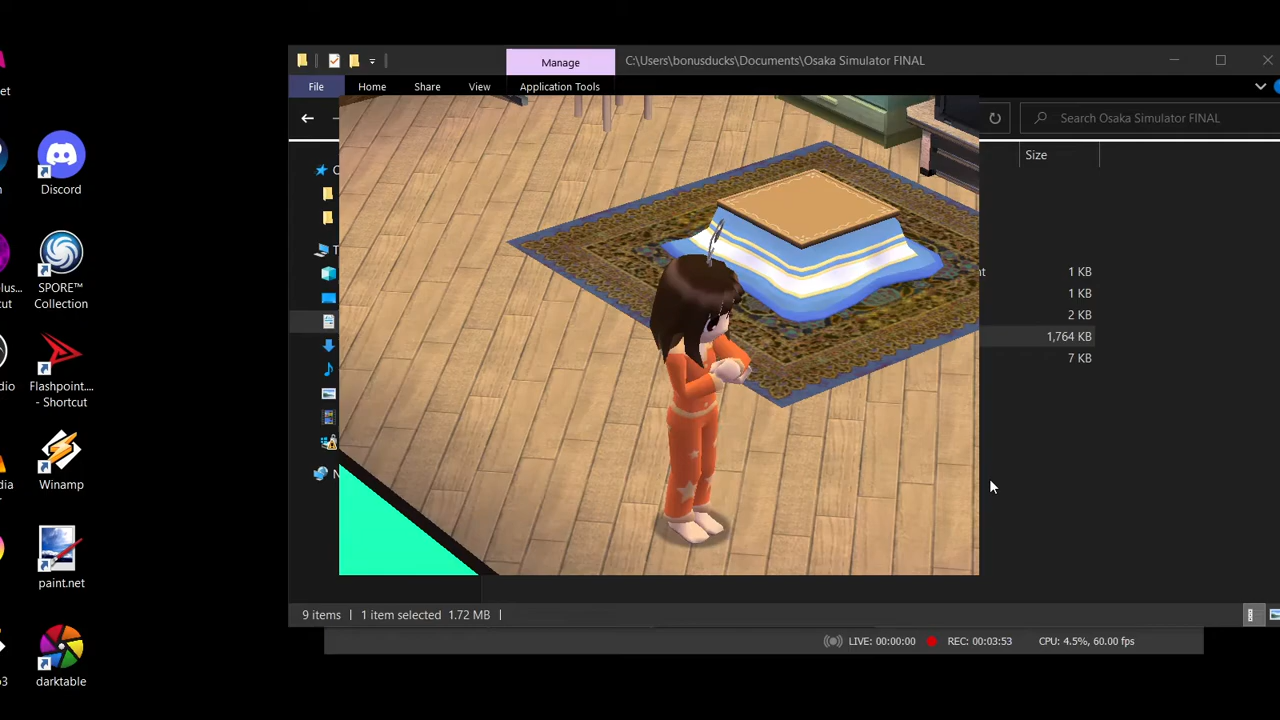 Manage
C:\Users\bonusducks\Documents\Osaka Simulator FINAL
File
Home
Share
View
Application Tools
Search Osaka Simulator FINAL
Size
1 KB
1 KB
2 KB
1,764 KB
7 KB
9 items
1 item selected 1.72 MB
LIVE: 00:00:00
REC: 00:03:53
CPU: 4.5%, 60.00 fps
Discord
SPORE™
Collection
Flashpoint....
- Shortcut
Winamp
paint.net
darktable